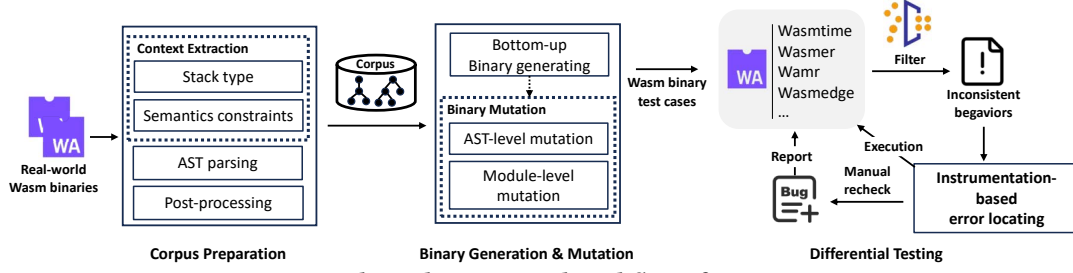 Context Extraction
Stack type
Semantics constraints
AST parsing
Post-processing
WA
WA
Real-world
Wasm binaries
Corpus Preparation
Corpus
Bottom-up
Binary generating
Binary Mutation
AST-level mutation
Module-level
mutation
Binary Generation & Mutation
Wasm binary
test cases
WA
Wasmtime
Wasmer
Wamr
Wasmedge
...
Filter
Inconsistent
begaviors
Execution
Report
Bug
Manual
recheck
Instrumentation-
based
error locating
Differential Testing